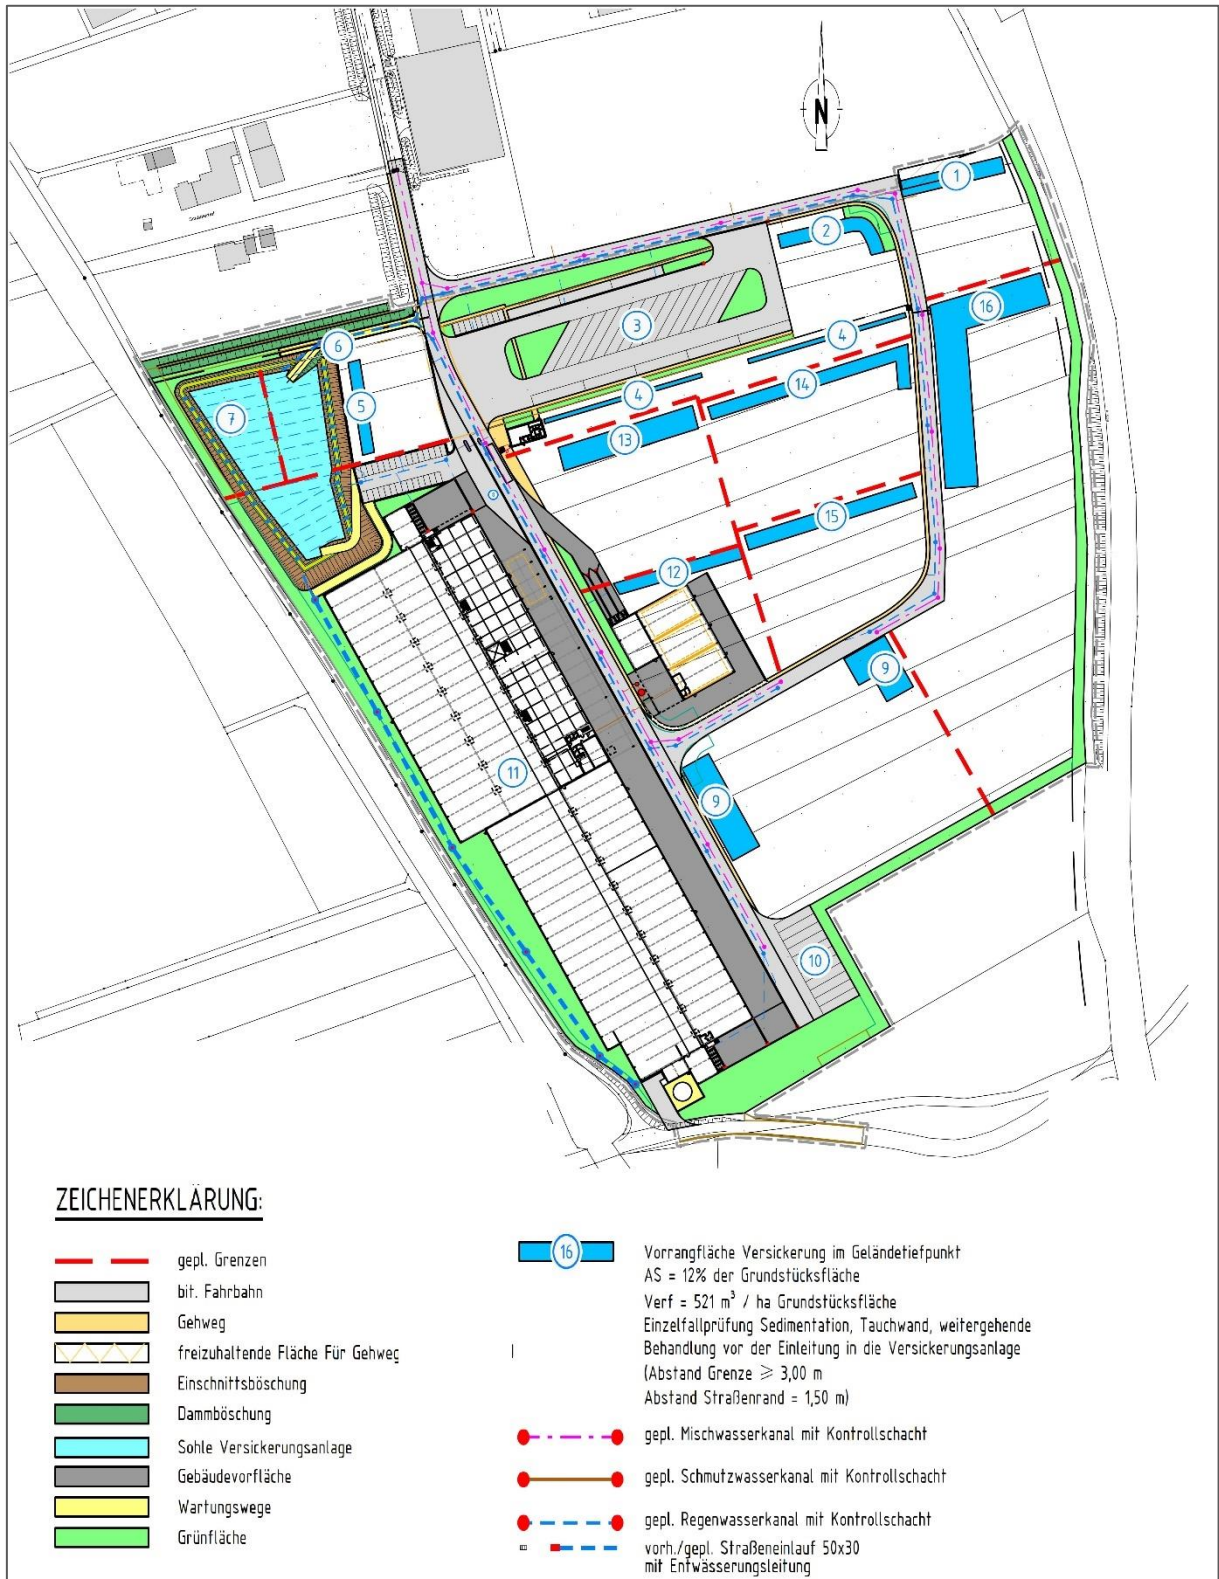 N
1
2
16
3
4
6
4
14
5
7
13
15
12
9
11
9
10
ZEICHENERKLÄRUNG:
gepl. Grenzen
bit. Fahrbahn
Gehweg
freizuhaltende Fläche Für Gehweg
Einschnittsböschung
Dammböschung
Sohle Versickerungsanlage
Gebäudevorfläche
Wartungswege
Grünfläche
16
Vorrangfläche Versickerung im Geländetiefpunkt
AS = 12% der Grundstücksfläche
Verf = 521 m³ / ha Grundstücksfläche
Einzelfallprüfung Sedimentation, Tauchwand, weitergehende
Behandlung vor der Einleitung in die Versickerungsanlage
(Abstand Grenze ⩾ 3,00 m
Abstand Straßenrand = 1,50 m)
gepl. Mischwasserkanal mit Kontrollschacht
gepl. Schmutzwasserkanal mit Kontrollschacht
gepl. Regenwasserkanal mit Kontrollschacht
vorh./gepl. Straßeneinlauf 50x30
mit Entwässerungsleitung